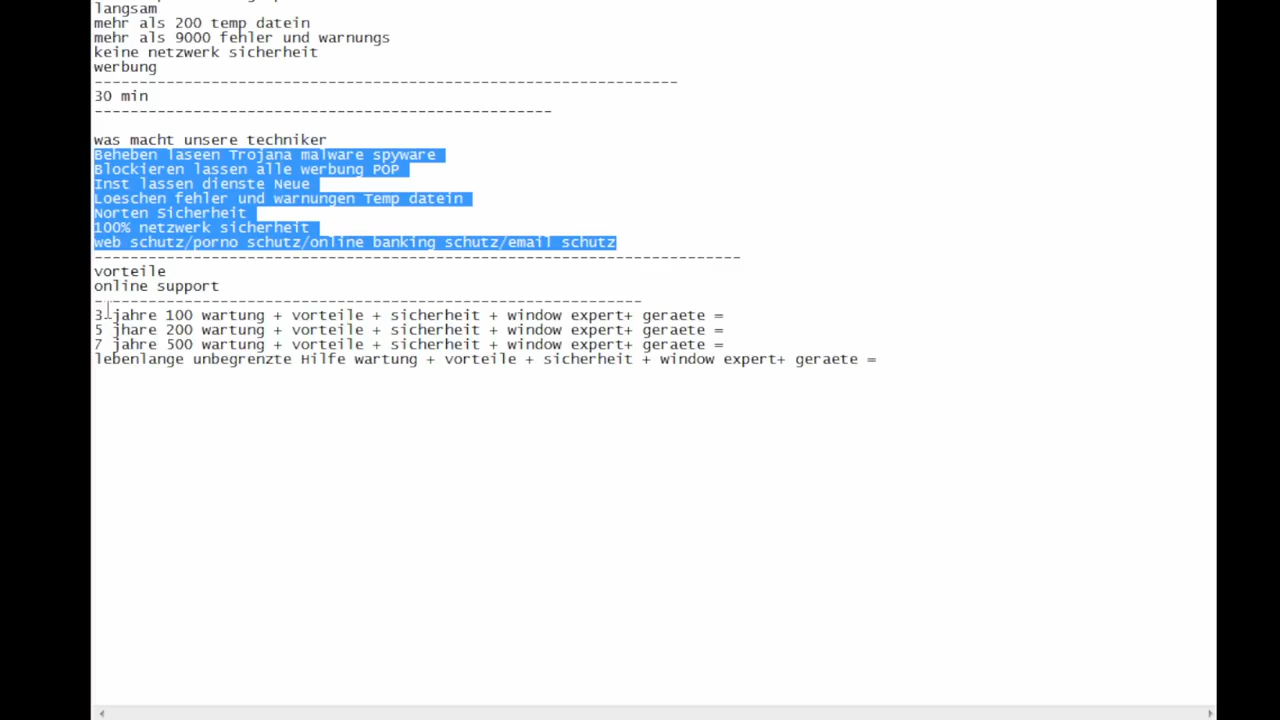 langsam
mehr als 200 temp datein
mehr als 9000 fehler und warnungs
keine netzwerk sicherheit
werbung
-----------------------------------------------------------------
30 min
---------------------------------------------------
was macht unsere techniker
Beheben laseen Trojana malware spyware
Blockieren lassen alle werbung POP
Inst lassen dienste Neue
Loeschen fehler und warnungen Temp datein
Norten Sicherheit
100% netzwerk sicherheit
web schutz/porno schutz/online banking schutz/email schutz
------------------------------------------------------------------------
vorteile
online support
-------------------------------------------------------------
3 jahre 100 wartung + vorteile + sicherheit + window expert+ geraete =
5 jhare 200 wartung + vorteile + sicherheit + window expert+ geraete =
7 jahre 500 wartung + vorteile + sicherheit + window expert+ geraete =
lebenlange unbegrenzte Hilfe wartung + vorteile + sicherheit + window expert+ geraete =